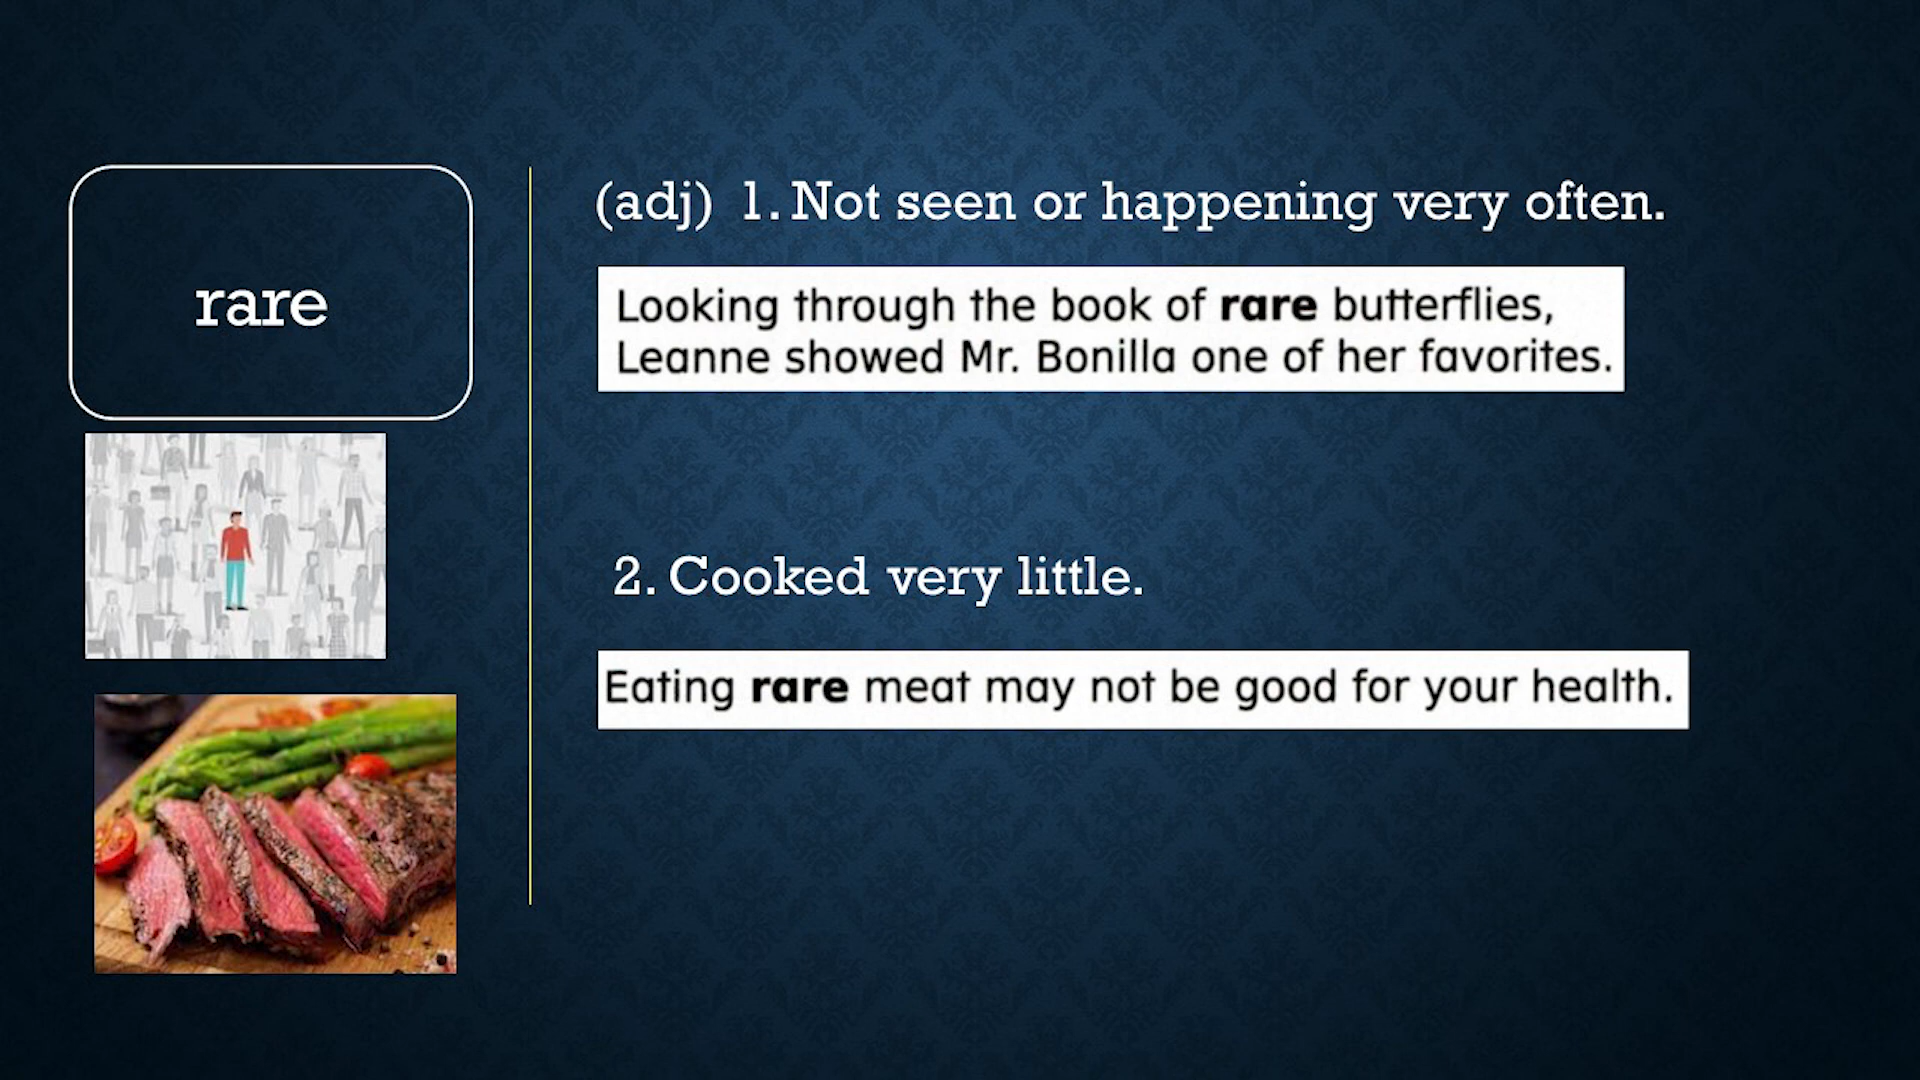 rare
(adj) 1. Not seen or happening very often.
Looking through the book of rare butterflies,
Leanne showed Mr. Bonilla one of her favorites.
2. Cooked very little.
Eating rare meat may not be good for your health.